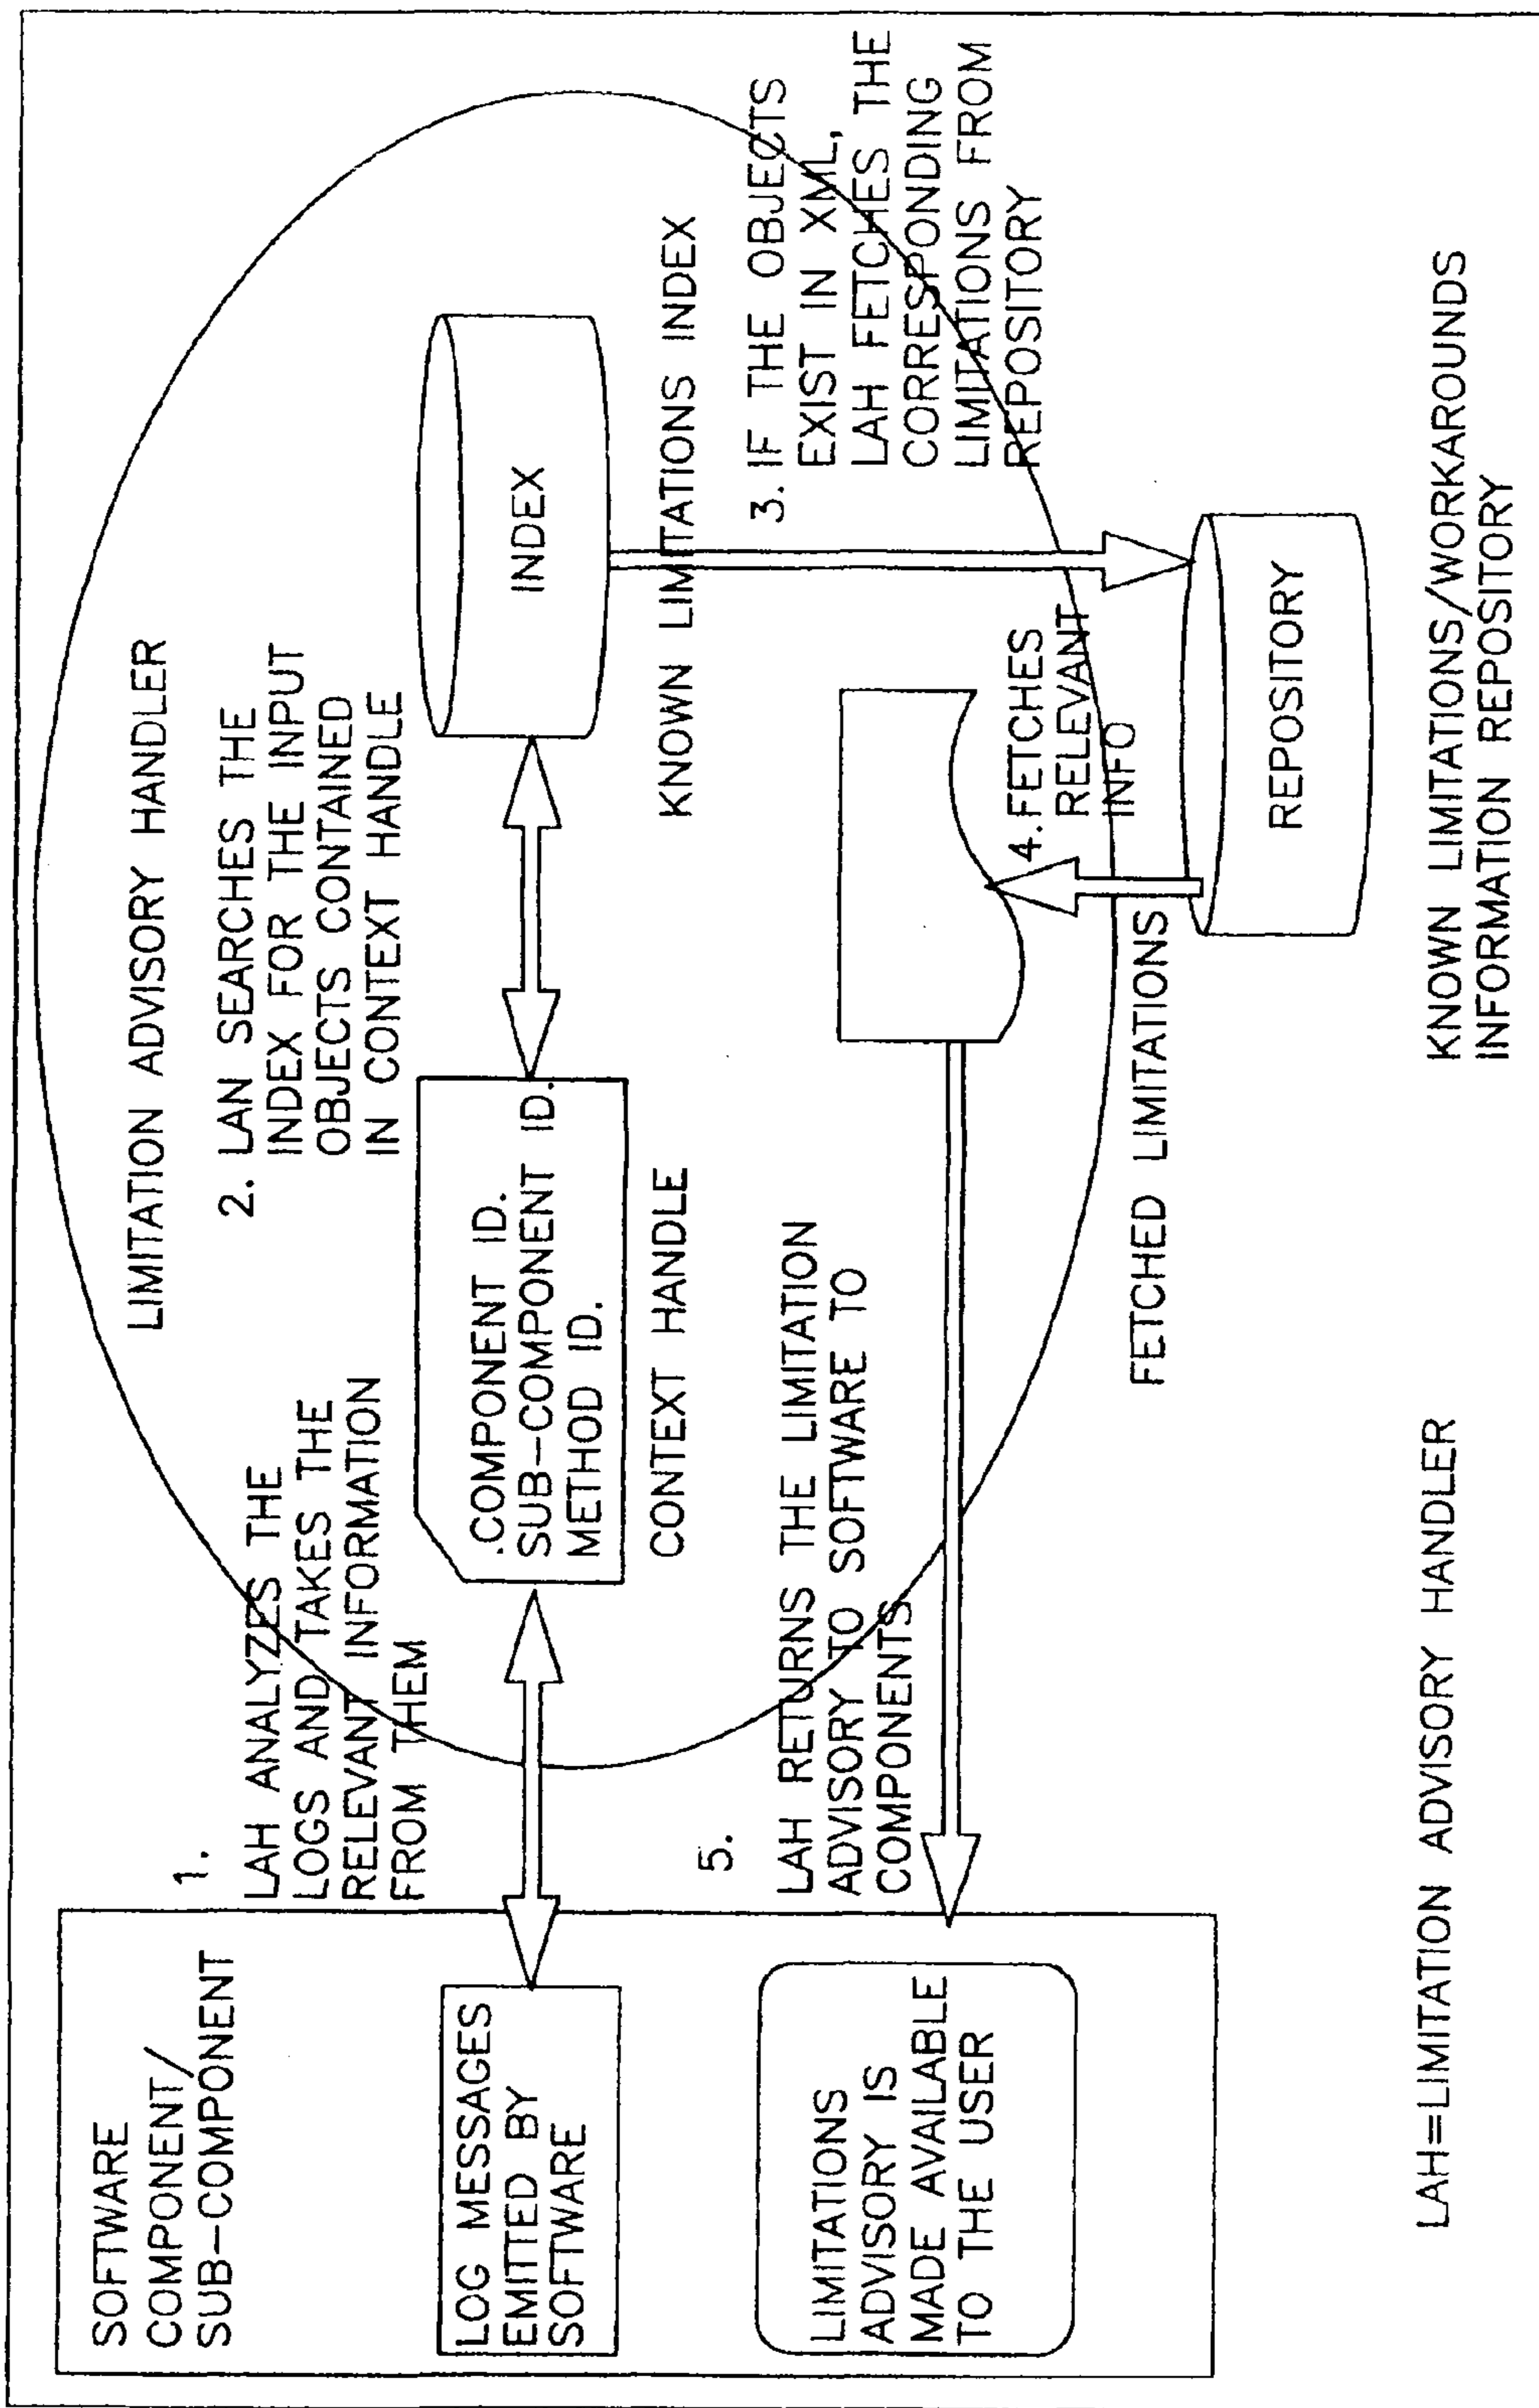 SOFTWARE
COMPONENT/
SUB-COMPONENT
LOG MESSAGES
EMITTED BY
SOFTWARE
LIMITATIONS
ADVISORY IS
MADE AVAILABLE
TO THE USER
1.
LAH ANALYZES THE
LOGS AND TAKES THE
RELEVANT INFORMATION
FROM THEM
LIMITATION ADVISORY HANDLER
2. LAN SEARCHES THE
INDEX FOR THE INPUT
OBJECTS CONTAINED
IN CONTEXT HANDLE
.COMPONENT ID.
SUB-COMPONENT ID.
METHOD ID.
CONTEXT HANDLE
INDEX
KNOWN LIMITATIONS INDEX
3. IF THE OBJECTS
EXIST IN XML,
LAH FETCHES THE
CORRESPONDING
LIMITATIONS FROM
REPOSITORY
4. FETCHES
RELEVANT
INFO
5.
LAH RETURNS THE LIMITATION
ADVISORY TO SOFTWARE TO
COMPONENTS
FETCHED LIMITATIONS
REPOSITORY
KNOWN LIMITATIONS/WORKAROUNDS
INFORMATION REPOSITORY
LAH=LIMITATION ADVISORY HANDLER